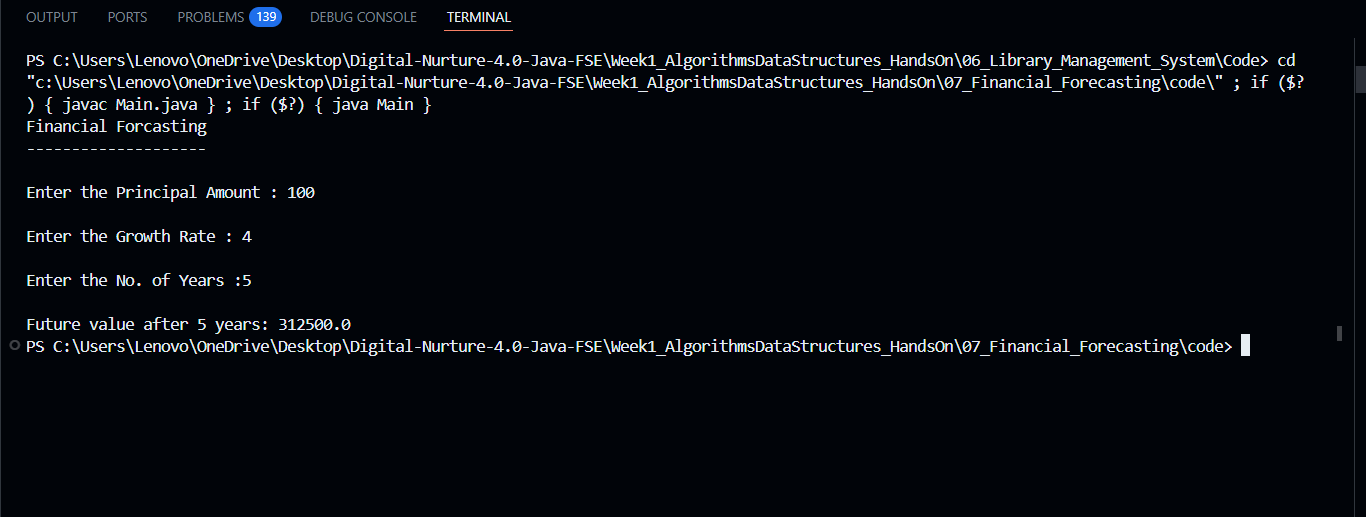 OUTPUT PORTS PROBLEMS 139 DEBUG CONSOLE TERMINAL
PS C:\Users\Lenovo\OneDrive\Desktop\Digital-Nurture-4.0-Java-FSE\Week1_AlgorithmsDataStructures_HandsOn\06_Library_Management_System\Code> cd
"c:\Users\Lenovo\OneDrive\Desktop\Digital-Nurture-4.0-Java-FSE\Week1_AlgorithmsDataStructures_HandsOn\07_Financial_Forecasting\code\" ; if ($?
) { javac Main.java } ; if ($?) { java Main }
Financial Forcasting
--------------------
Enter the Principal Amount : 100
Enter the Growth Rate : 4
Enter the No. of Years :5
Future value after 5 years: 312500.0
PS C:\Users\Lenovo\OneDrive\Desktop\Digital-Nurture-4.0-Java-FSE\Week1_AlgorithmsDataStructures_HandsOn\07_Financial_Forecasting\code>